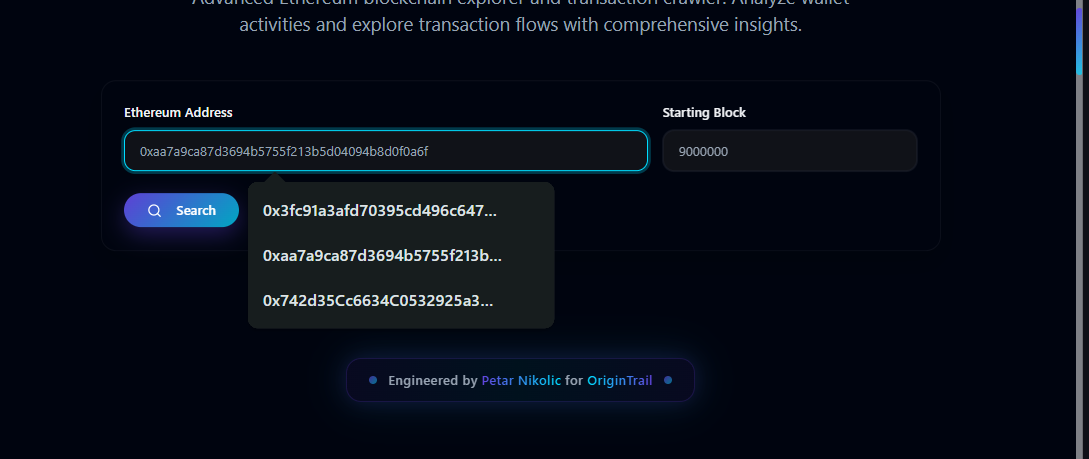 Advanced Ethereum blockchain explorer and transaction crawler. Analyze wallet
activities and explore transaction flows with comprehensive insights.
Ethereum Address
Starting Block
0xaa7a9ca87d3694b5755f213b5d04094b8d0f0a6f
9000000
Search
0x3fc91a3afd70395cd496c647...
0xaa7a9ca87d3694b5755f213b...
0x742d35Cc6634C0532925a3...
Engineered by Petar Nikolic for OriginTrail